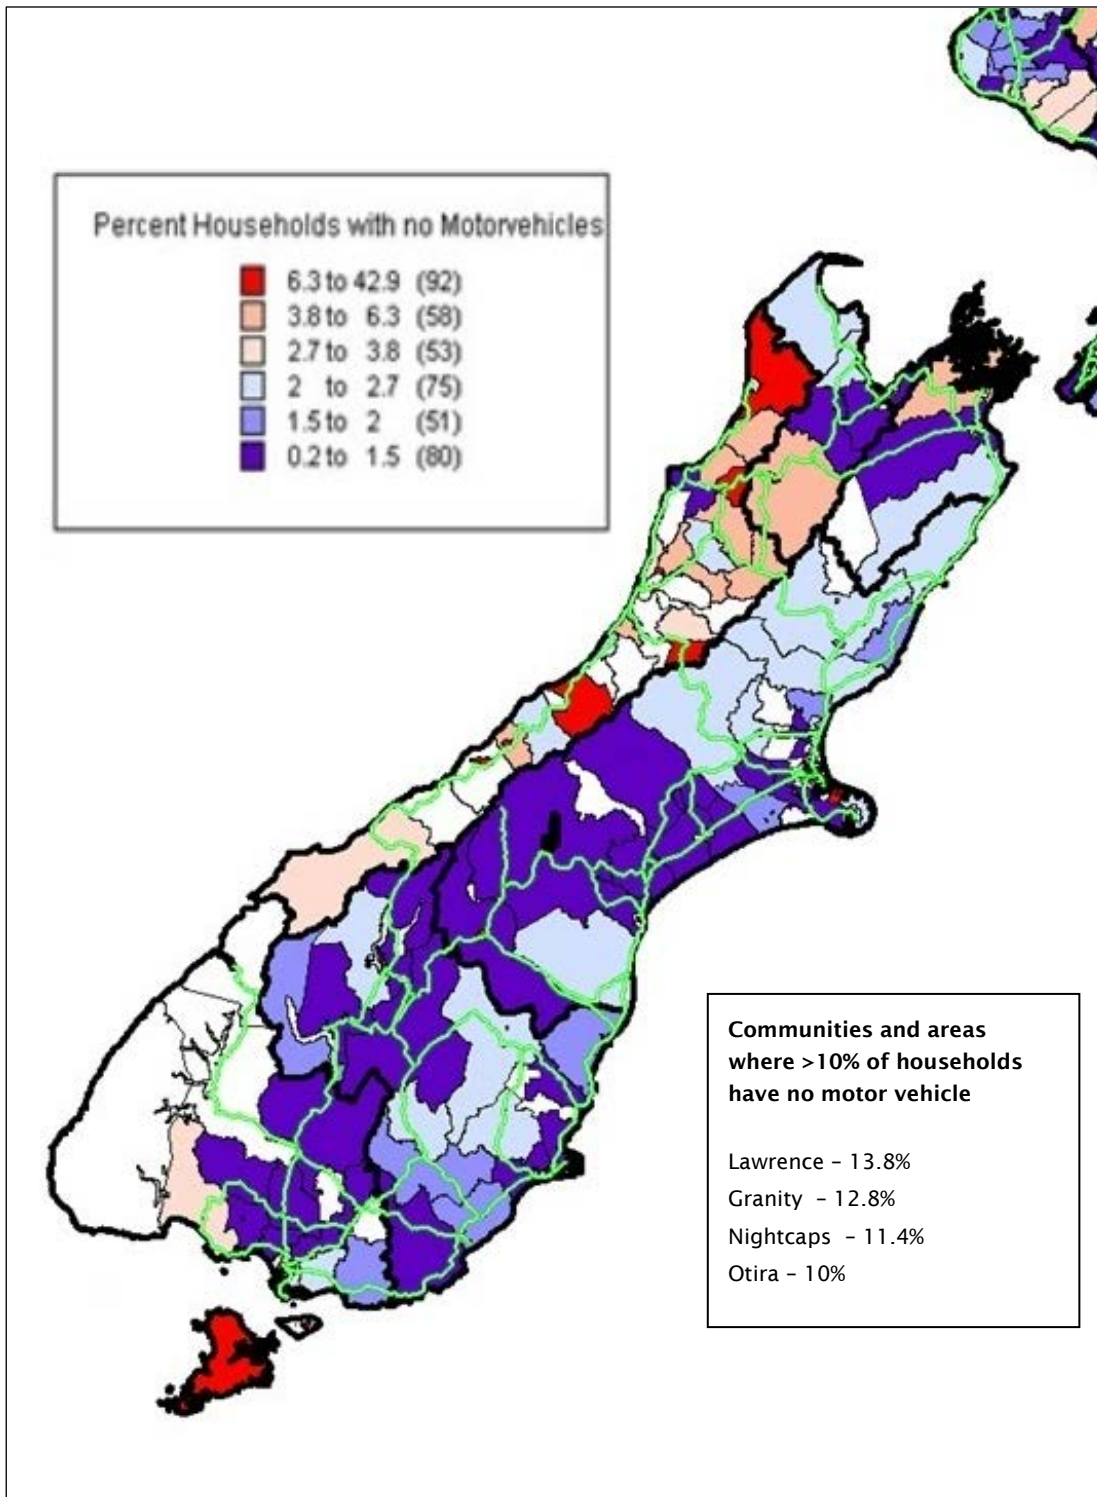 Percent Households with no Motorvehicles
6.3 to 42.9 (92)
3.8 to 6.3 (58)
2.7 to 3.8 (53)
2 to 2.7 (75)
1.5 to 2 (51)
0.2 to 1.5 (80)
Communities and areas
where >10% of households
have no motor vehicle
Lawrence – 13.8%
Granity – 12.8%
Nightcaps – 11.4%
Otira – 10%